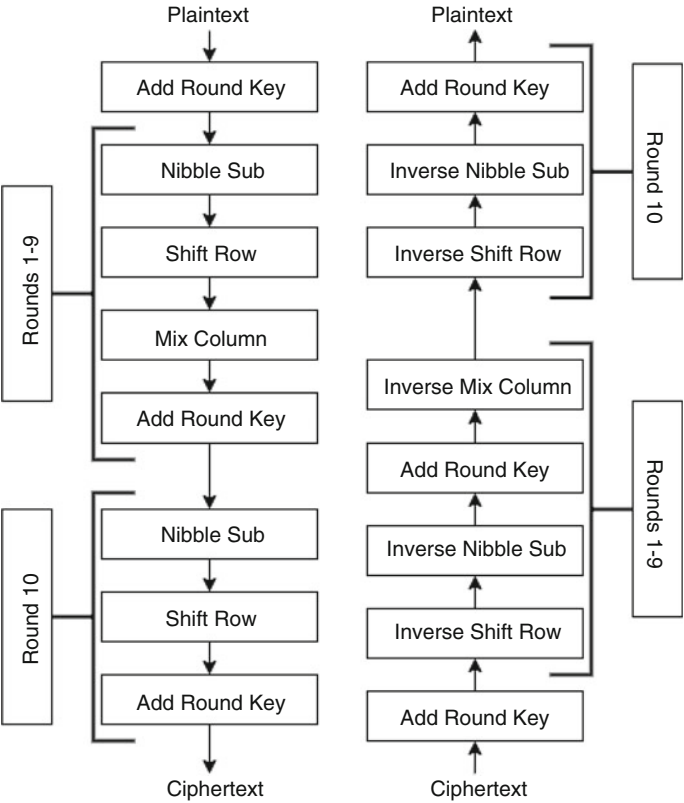 Plaintext
Add Round Key
Nibble Sub
Shift Row
Mix Column
Add Round Key
Rounds 1-9
Nibble Sub
Shift Row
Add Round Key
Round 10
Ciphertext
Plaintext
Add Round Key
Inverse Nibble Sub
Inverse Shift Row
Round 10
Inverse Mix Column
Add Round Key
Inverse Nibble Sub
Inverse Shift Row
Rounds 1-9
Add Round Key
Ciphertext